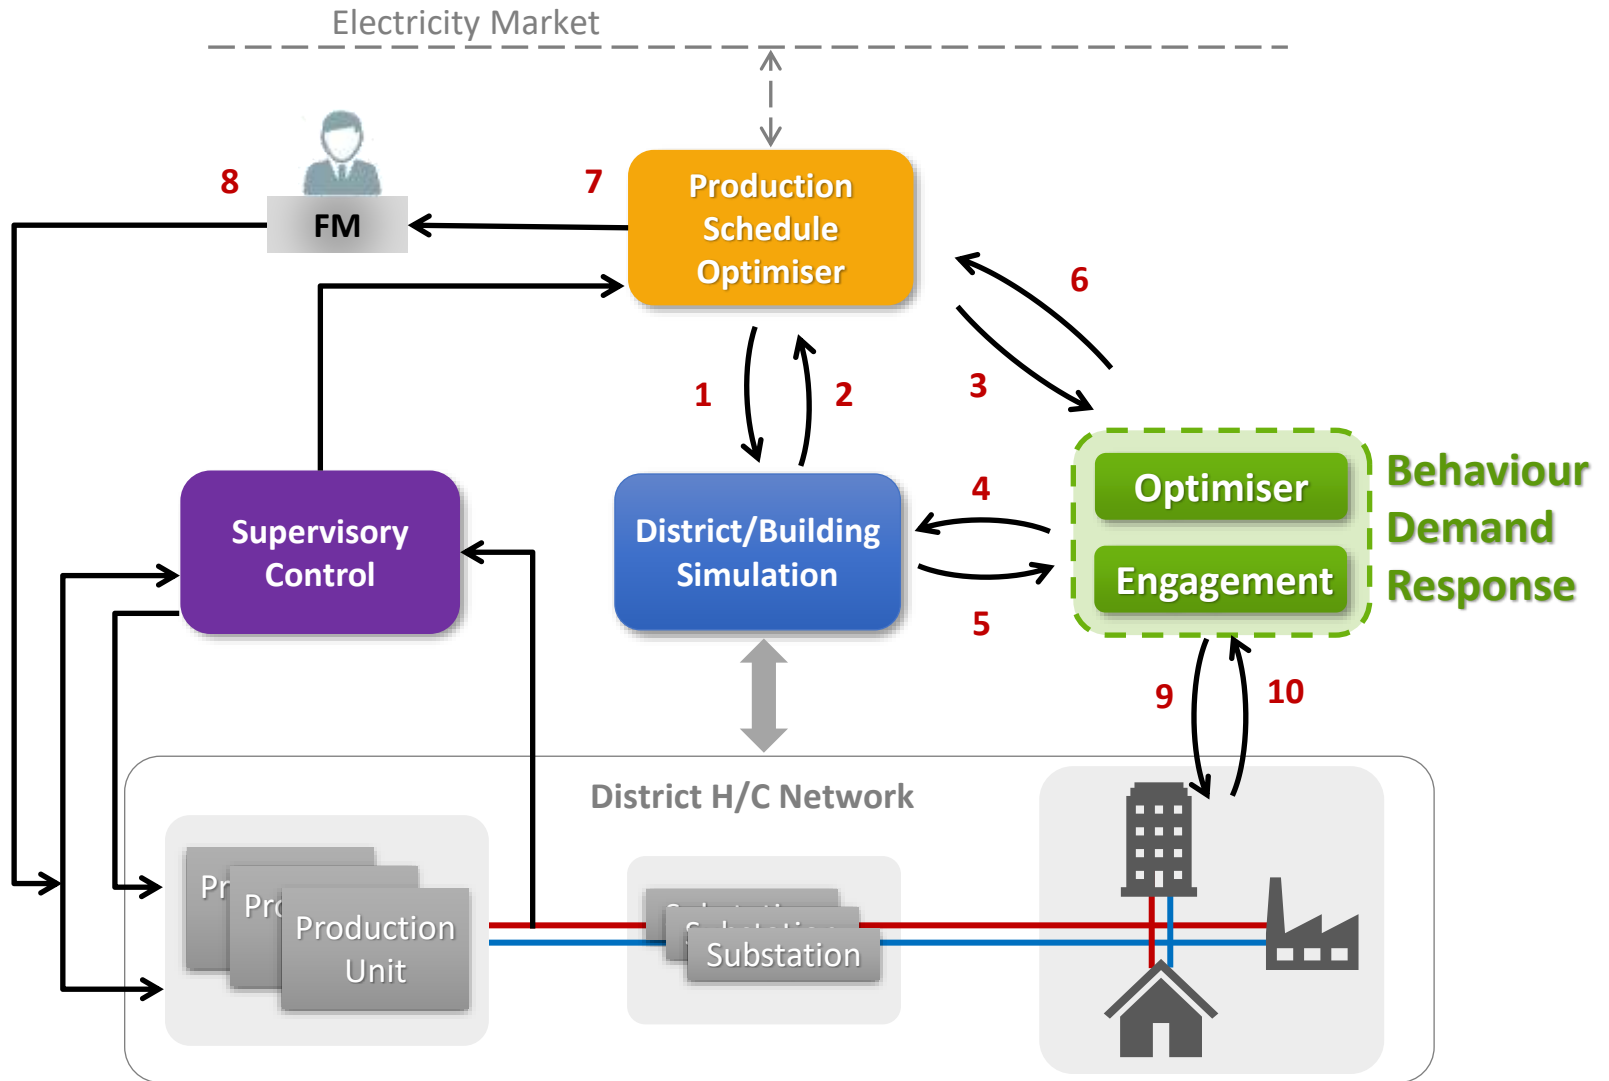 Electricity Market
8
7
FM
Production
Schedule
Optimiser
6
3
1
2
Supervisory
Control
District/Building
Simulation
4
5
Optimiser
Engagement
Behaviour
Demand
Response
9
10
District H/C Network
Production
Unit
Substation